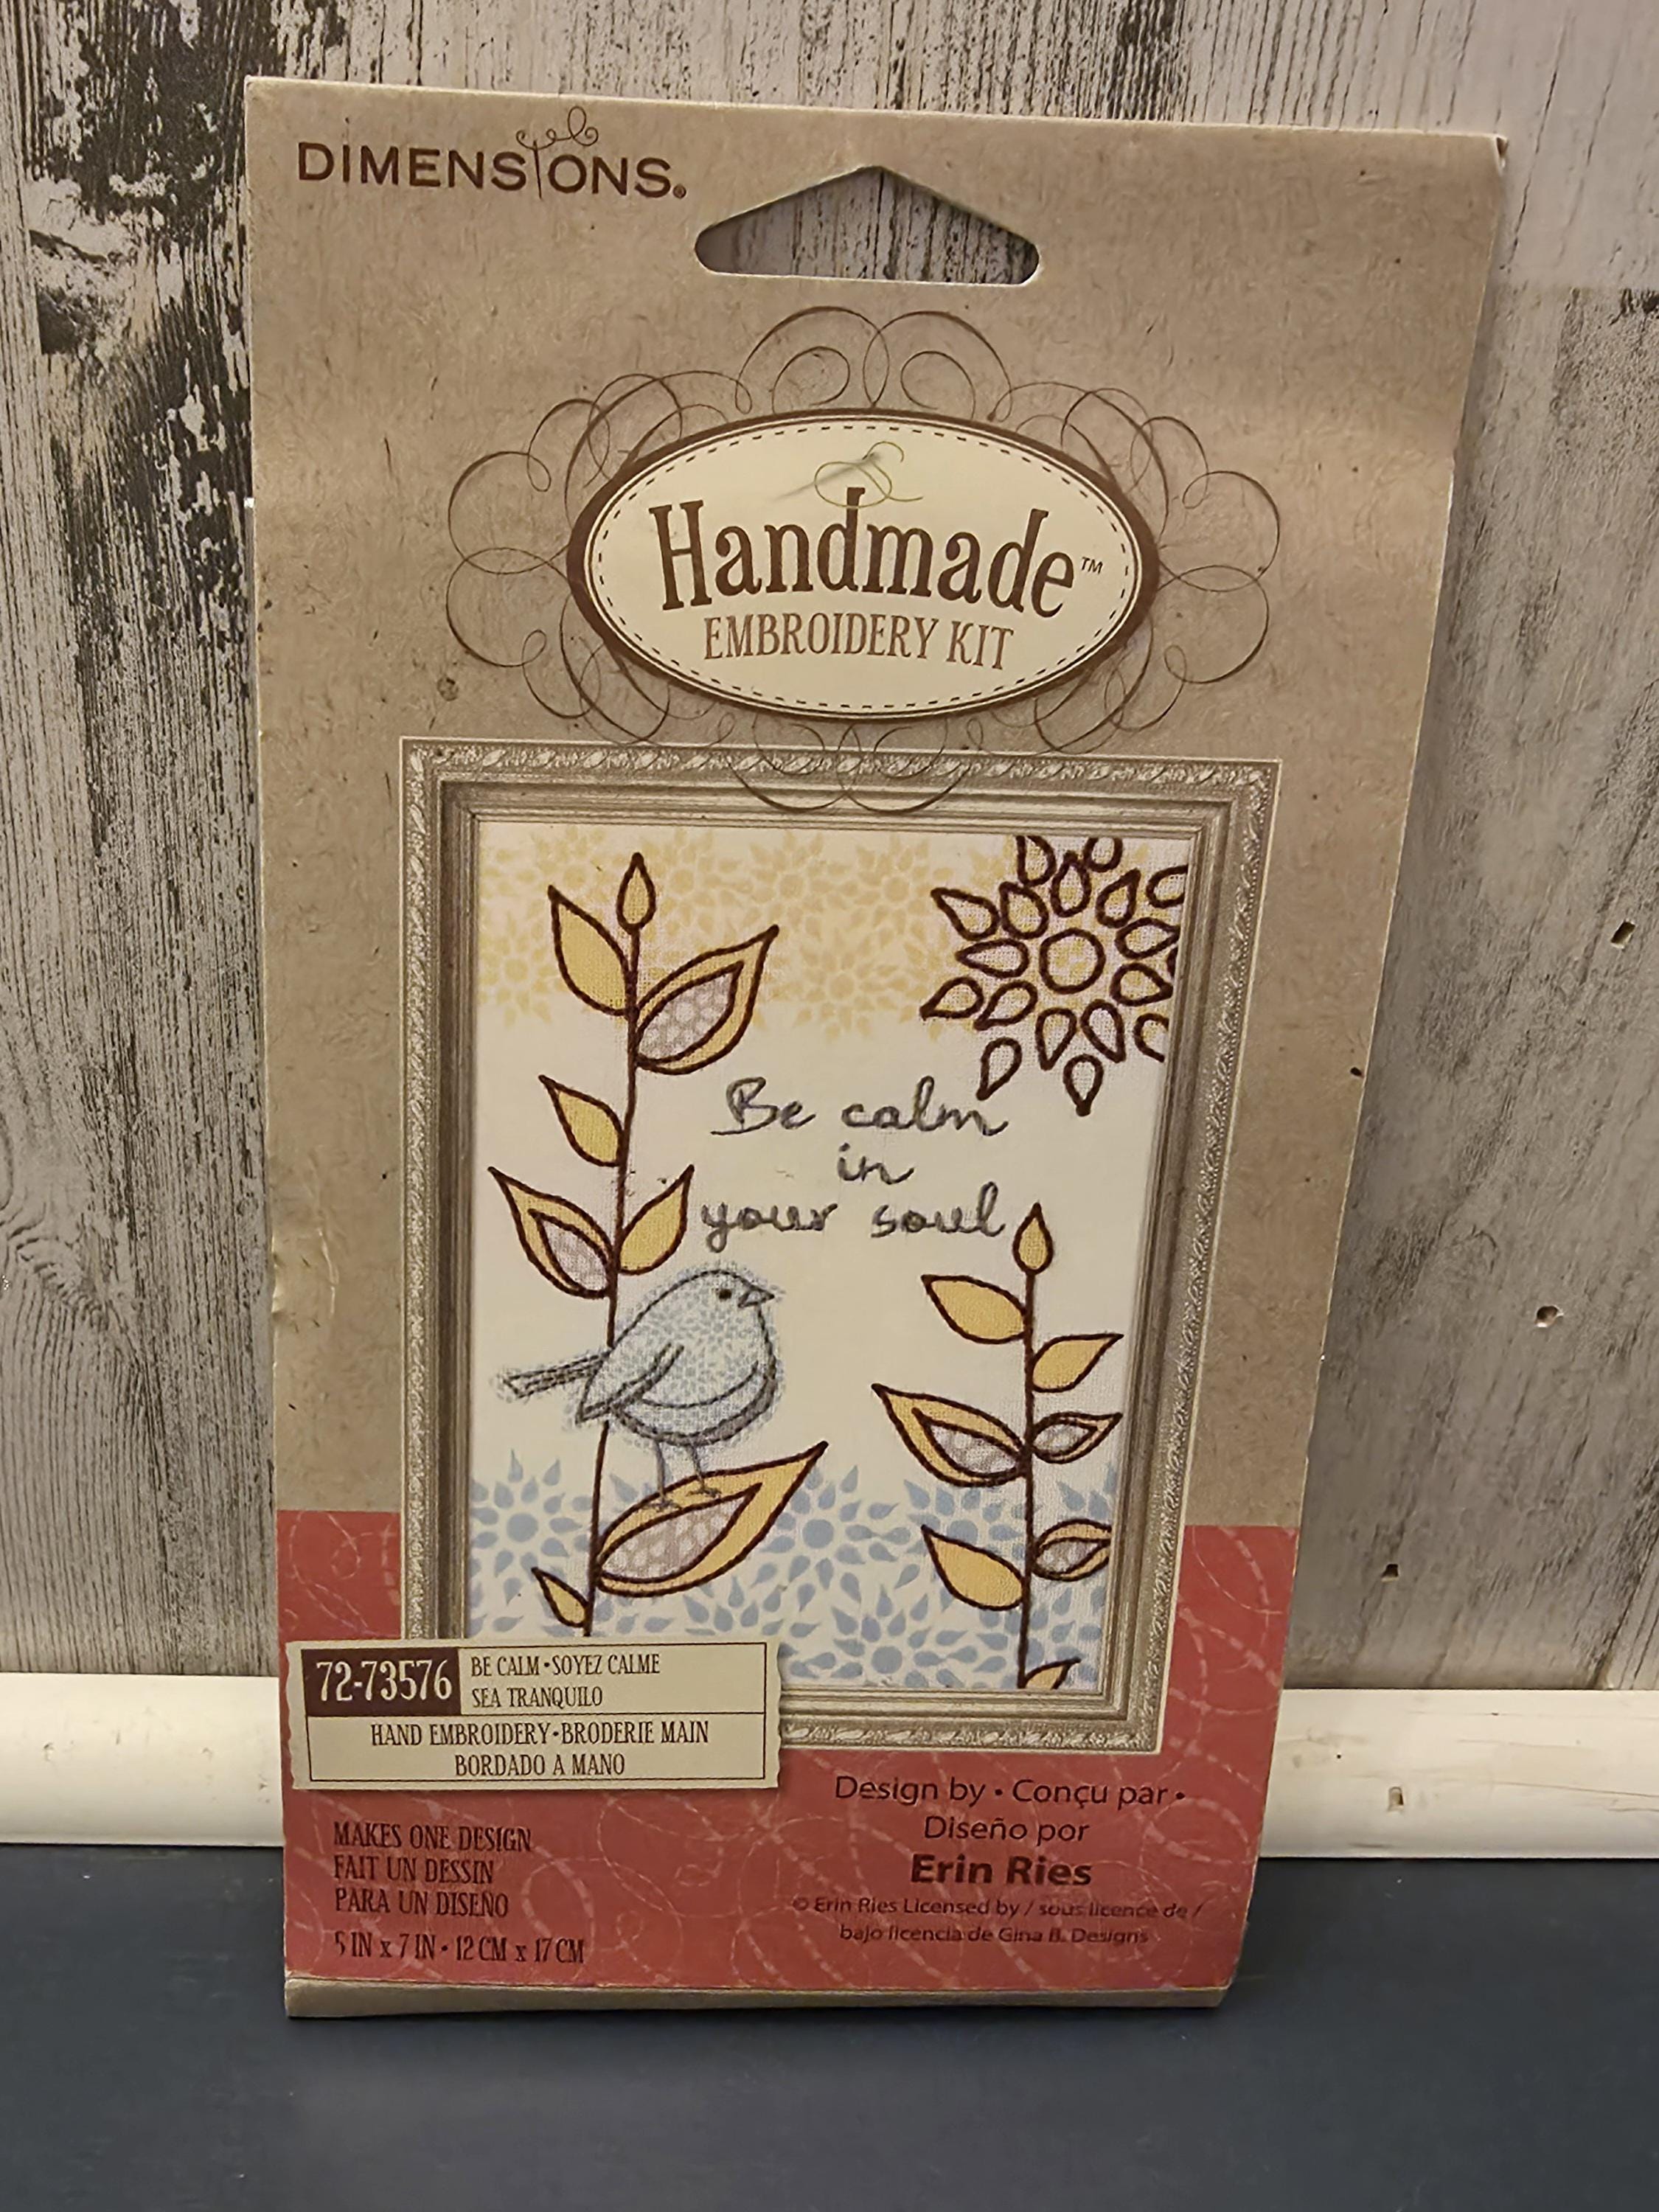 DIMENSIONS®
Handmade™
EMBROIDERY KIT
Be calm
in
your soul
72-73576
BE CALM • SOYEZ CALME
SEA TRANQUILO
HAND EMBROIDERY • BRODERIE MAIN
BORDADO A MANO
MAKES ONE DESIGN
FAIT UN DESSIN
PARA UN DISEÑO
5 IN x 7 IN • 12 CM x 17 CM
Design by • Conçu par •
Diseño por
Erin Ries
© Erin Ries Licensed by / sous licence de /
bajo licencia de Gina B. Designs